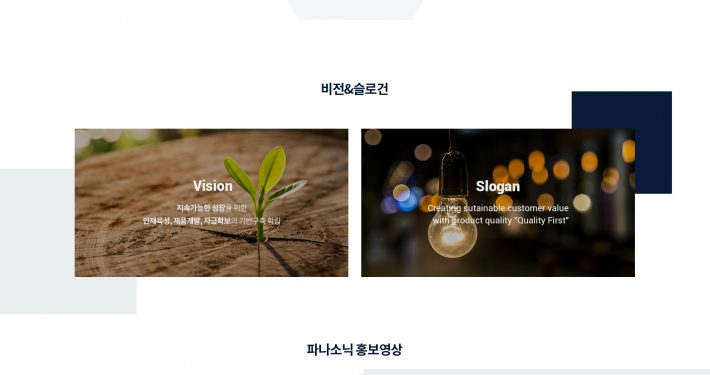 비전&슬로건
Vision
지속가능한 성장을 위한
인재육성, 제품개발, 자금확보의 기반구축 확립
Slogan
Creating sutainable customer value
with product quality "Quality First"
파나소닉 홍보영상